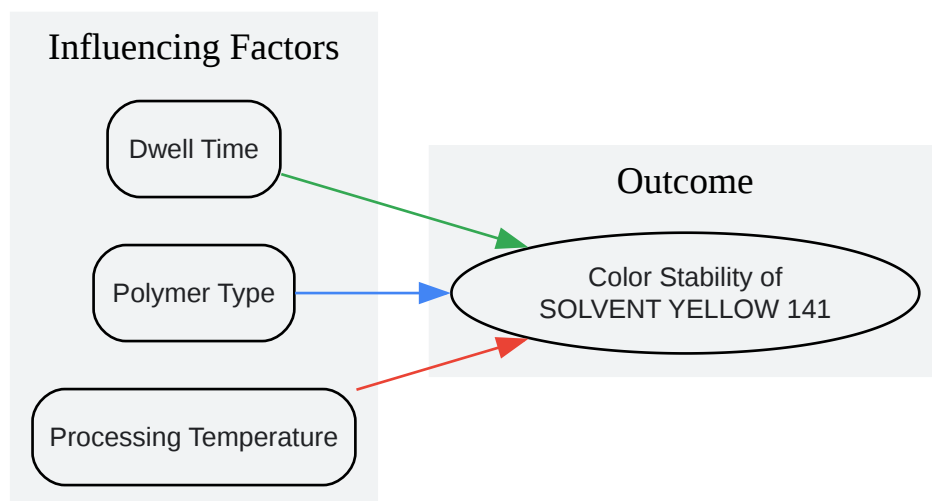 Influencing Factors
Dwell Time
Polymer Type
Processing Temperature
Outcome
Color Stability of
SOLVENT YELLOW 141